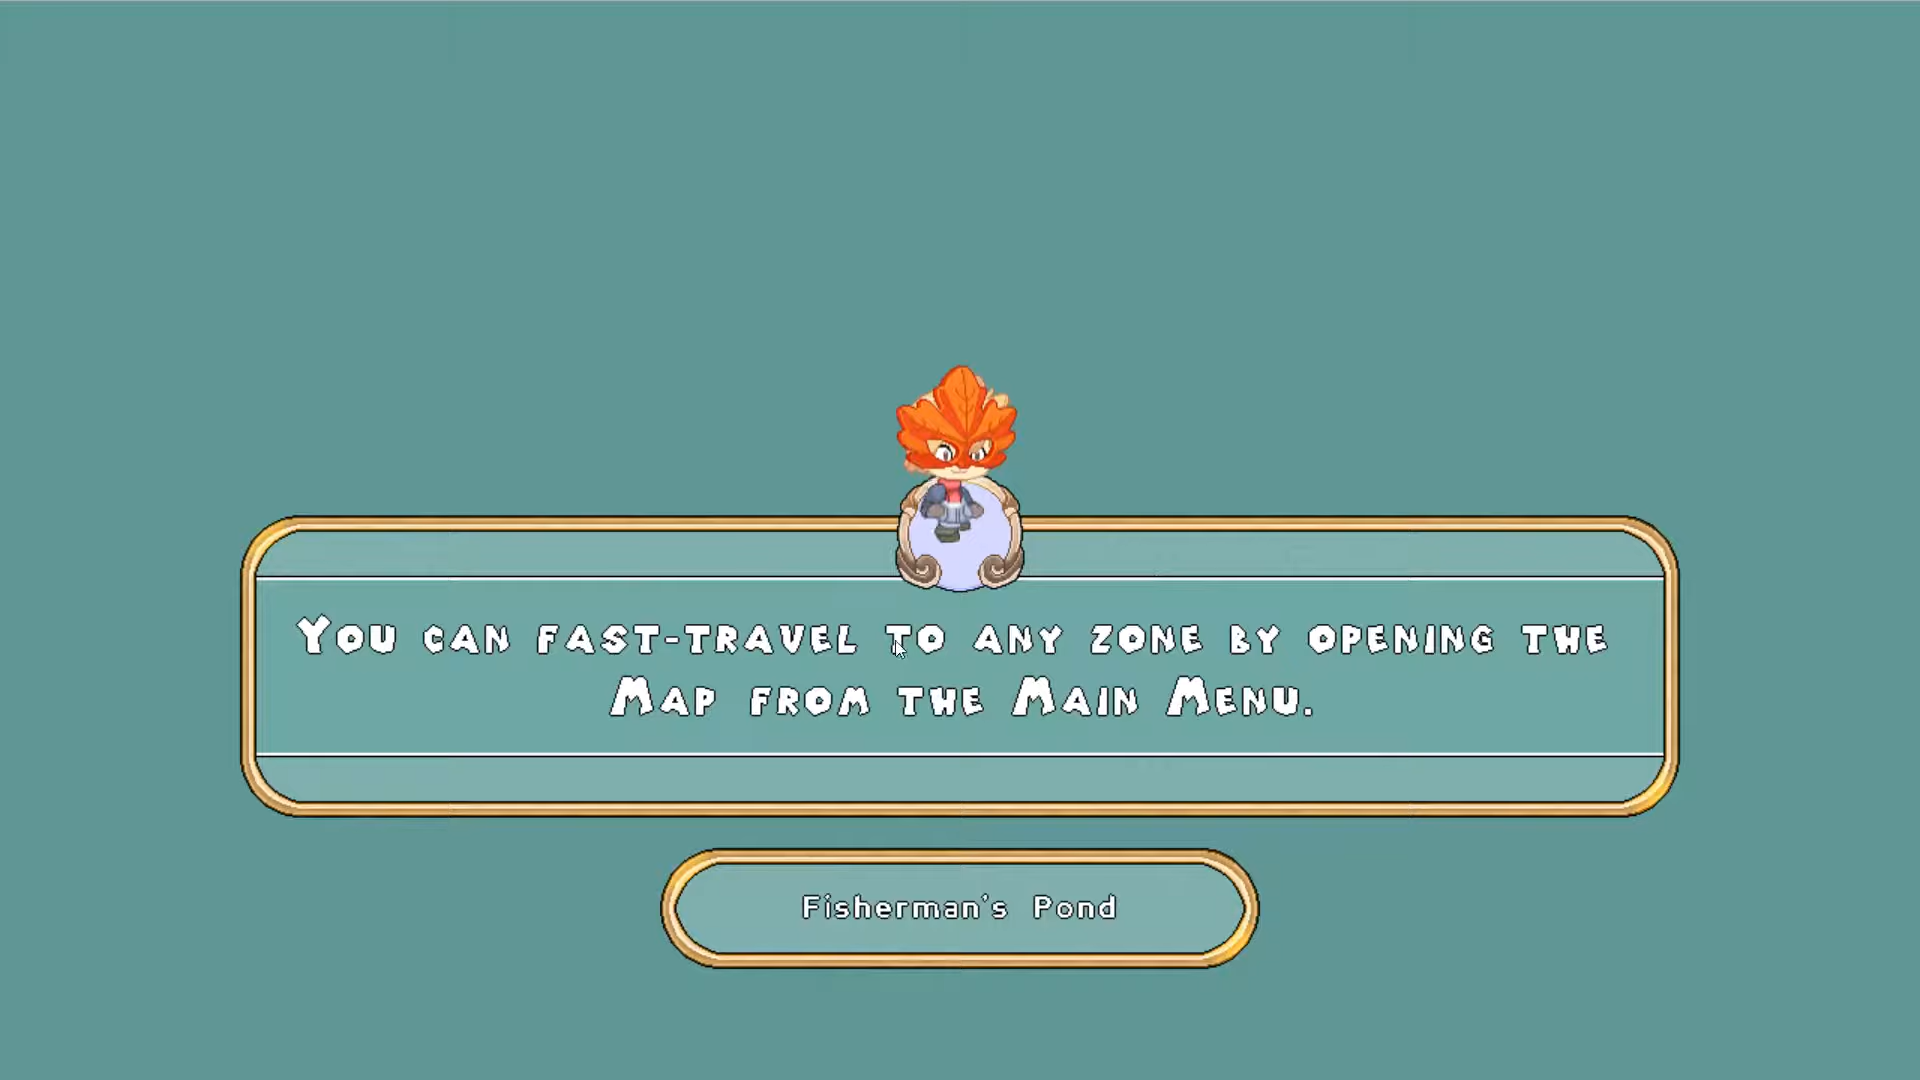 You can fast-travel to any zone by opening the
Map from the Main Menu.
Fisherman's Pond